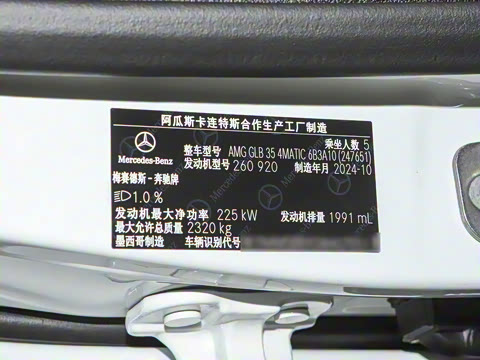 阿瓜斯卡连特斯合作生产工厂制造
乘坐人数 5
整车型号 AMG GLB 35 4MATIC 6B3A10 (247651)
Mercedes-Benz 发动机型号 260 920 制造年月 2024-10
梅赛德斯-奔驰牌
1.0 %
发动机最大净功率 225 kW 发动机排量 1991 mL
最大允许总质量 2320 kg
墨西哥制造 车辆识别代号